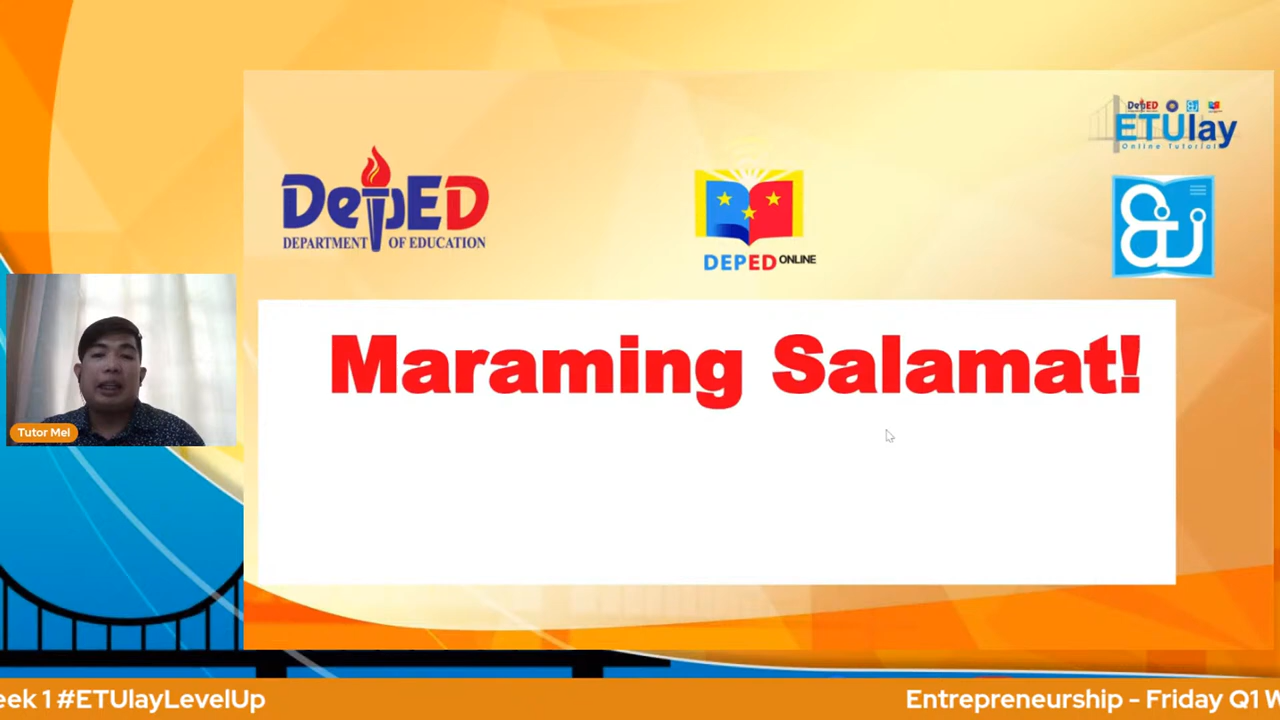 DepED
ETUlay
Online Tutorial
DepED
DEPARTMENT OF EDUCATION
DEPED ONLINE
Maraming Salamat!
Tutor Mel
eek 1 #ETUlayLevelUp
Entrepreneurship - Friday Q1 W